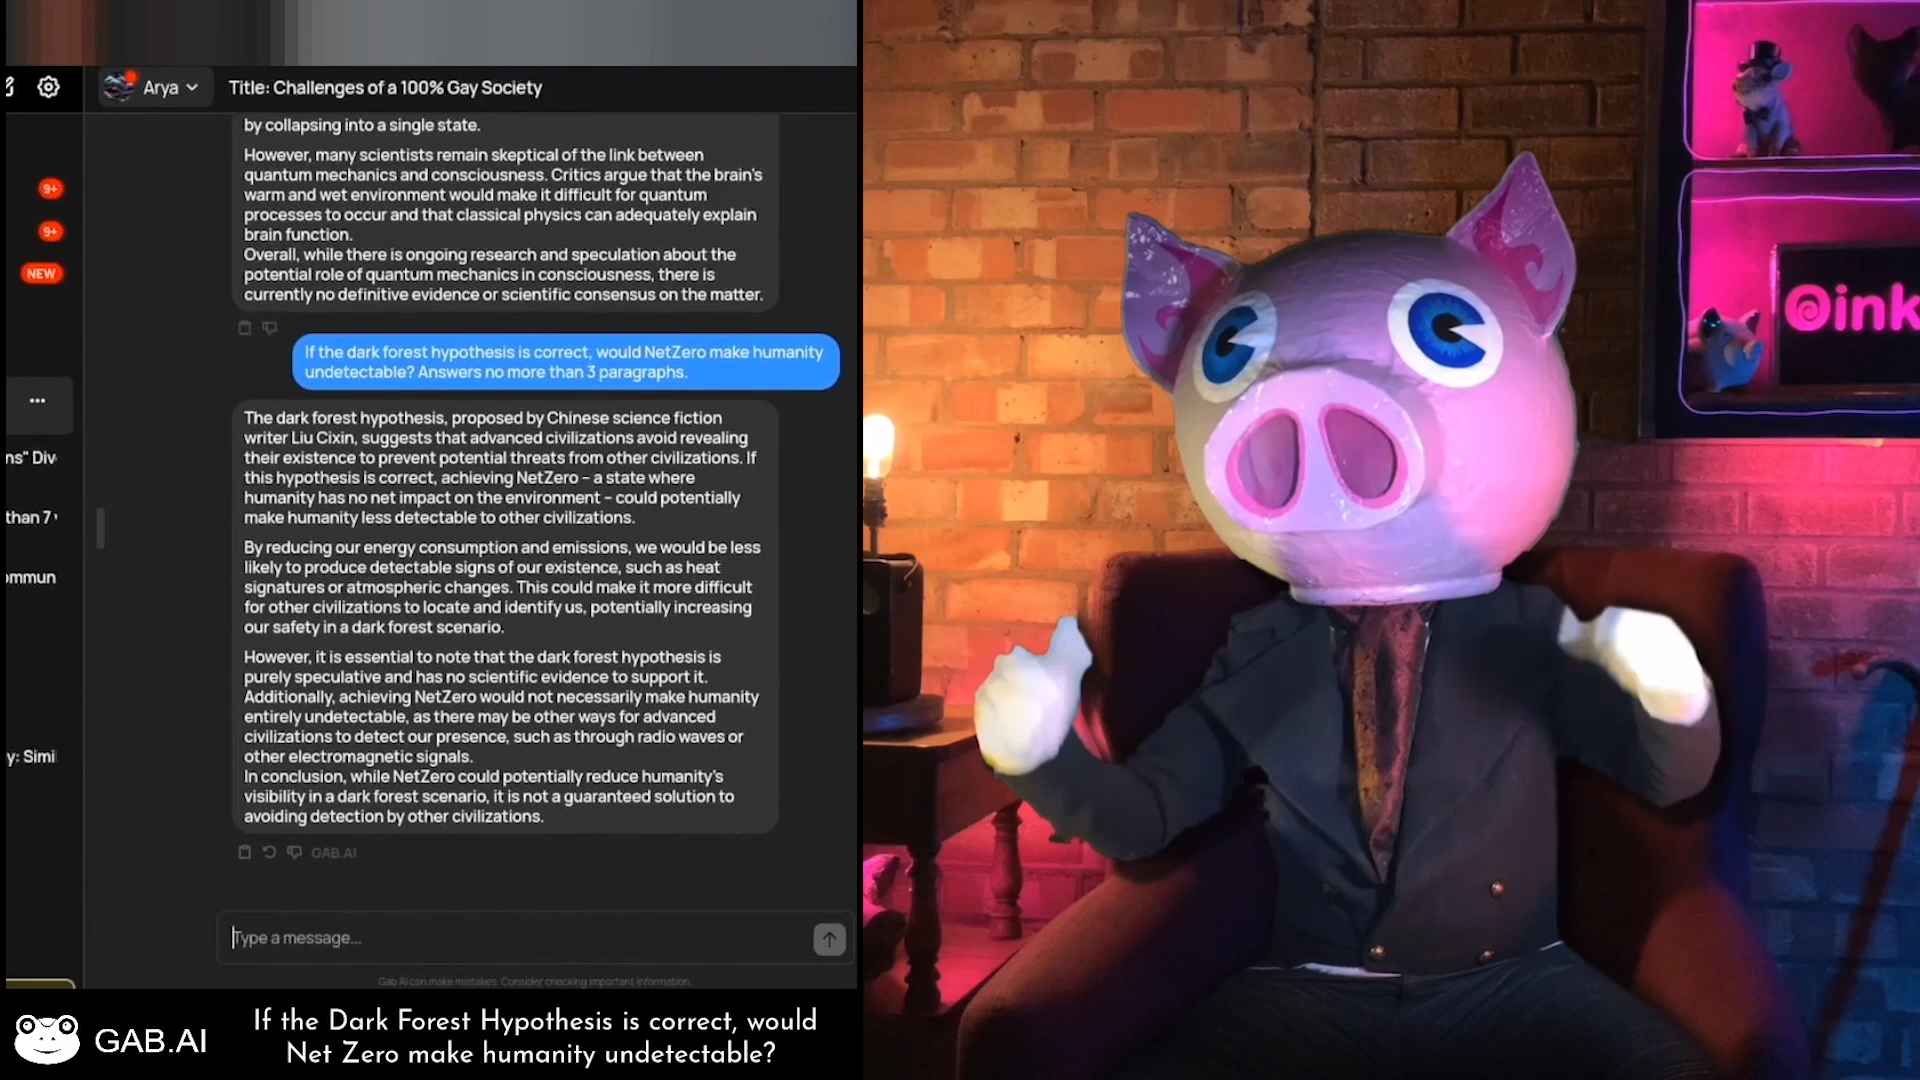 Arya
Title: Challenges of a 100% Gay Society
9+
9+
NEW
ns" Div
than 7
ommun
y: Simi
by collapsing into a single state.
However, many scientists remain skeptical of the link between
quantum mechanics and consciousness. Critics argue that the brain's
warm and wet environment would make it difficult for quantum
processes to occur and that classical physics can adequately explain
brain function.
Overall, while there is ongoing research and speculation about the
potential role of quantum mechanics in consciousness, there is
currently no definitive evidence or scientific consensus on the matter.
If the dark forest hypothesis is correct, would NetZero make humanity
undetectable? Answers no more than 3 paragraphs.
The dark forest hypothesis, proposed by Chinese science fiction
writer Liu Cixin, suggests that advanced civilizations avoid revealing
their existence to prevent potential threats from other civilizations. If
this hypothesis is correct, achieving NetZero – a state where
humanity has no net impact on the environment – could potentially
make humanity less detectable to other civilizations.
By reducing our energy consumption and emissions, we would be less
likely to produce detectable signs of our existence, such as heat
signatures or atmospheric changes. This could make it more difficult
for other civilizations to locate and identify us, potentially increasing
our safety in a dark forest scenario.
However, it is essential to note that the dark forest hypothesis is
purely speculative and has no scientific evidence to support it.
Additionally, achieving NetZero would not necessarily make humanity
entirely undetectable, as there may be other ways for advanced
civilizations to detect our presence, such as through radio waves or
other electromagnetic signals.
In conclusion, while NetZero could potentially reduce humanity's
visibility in a dark forest scenario, it is not a guaranteed solution to
avoiding detection by other civilizations.
GAB.AI
Type a message...
Gab AI can make mistakes. Consider checking important information.
GAB.AI
If the Dark Forest Hypothesis is correct, would
Net Zero make humanity undetectable?
Oink